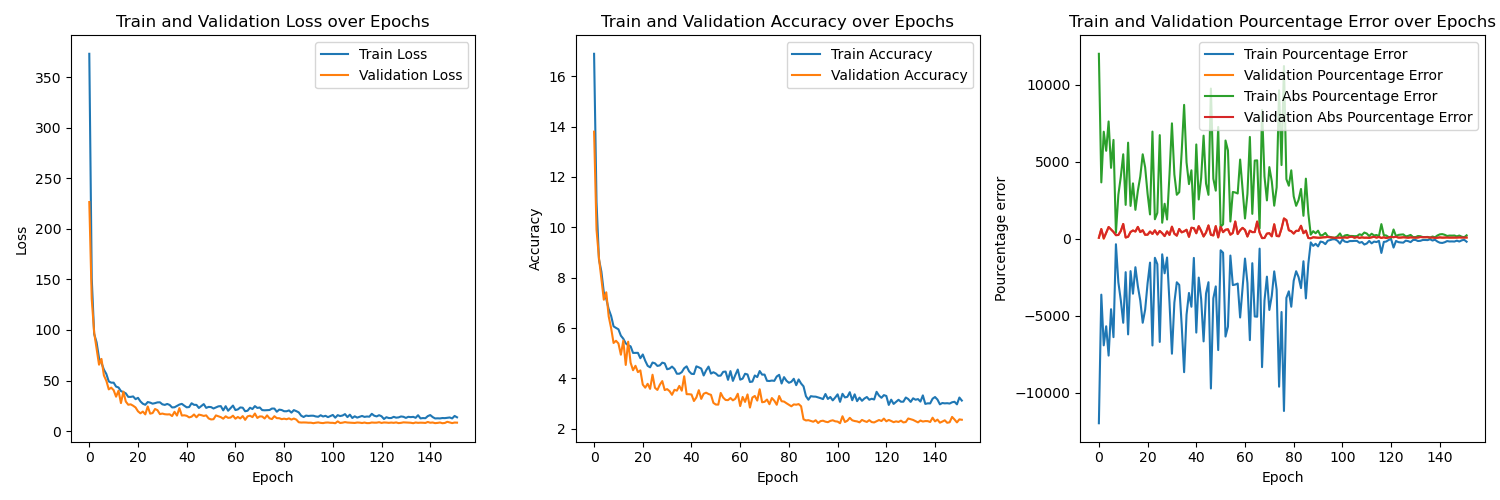 Train and Validation Loss over Epochs
Loss
350
300
250
200
150
100
50
0
0 20 40 60 80 100 120 140
Epoch
Train Loss
Validation Loss
Train and Validation Accuracy over Epochs
Accuracy
16
14
12
10
8
6
4
2
0 20 40 60 80 100 120 140
Epoch
Train Accuracy
Validation Accuracy
Train and Validation Pourcentage Error over Epochs
Pourcentage error
10000
5000
0
−5000
−10000
0 20 40 60 80 100 120 140
Epoch
Train Pourcentage Error
Validation Pourcentage Error
Train Abs Pourcentage Error
Validation Abs Pourcentage Error